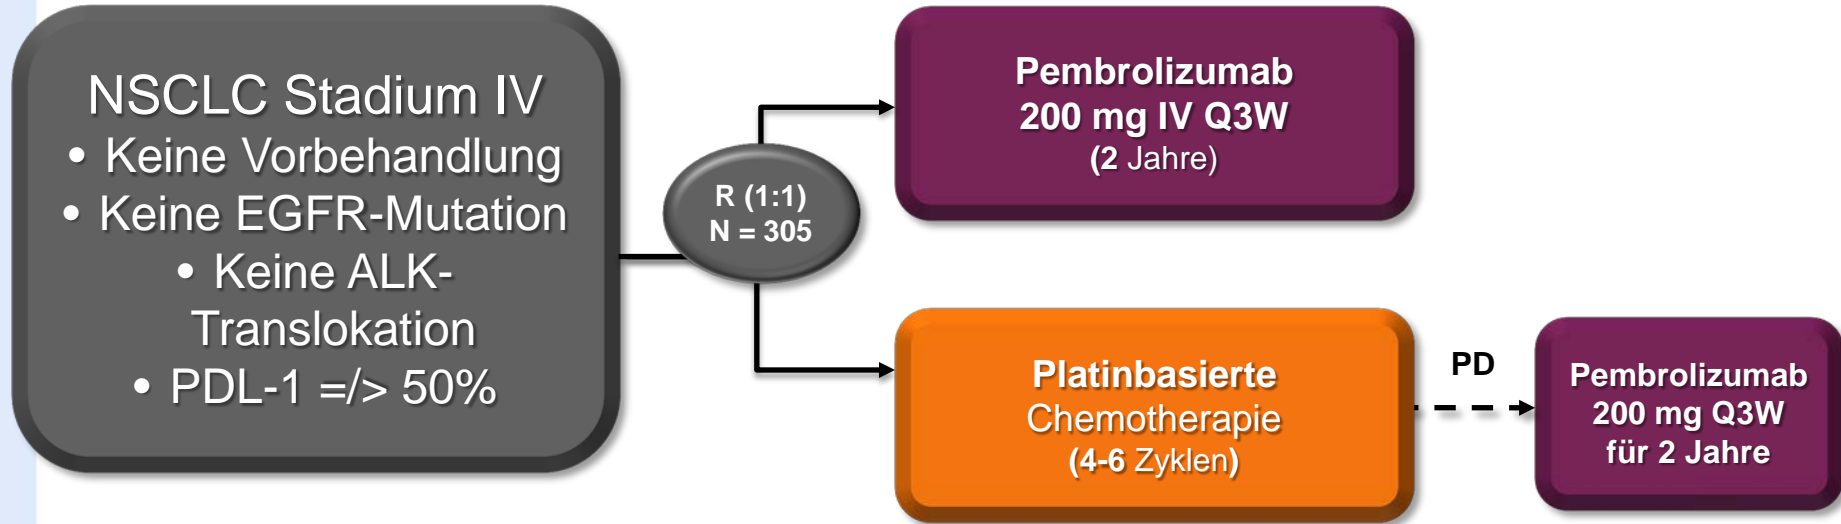 NSCLC Stadium IV
• Keine Vorbehandlung
• Keine EGFR-Mutation
• Keine ALK-
Translokation
• PDL-1 =/> 50%
R (1:1)
N = 305
Pembrolizumab
200 mg IV Q3W
(2 Jahre)
Platinbasierte
Chemotherapie
(4-6 Zyklen)
PD
Pembrolizumab
200 mg Q3W
für 2 Jahre